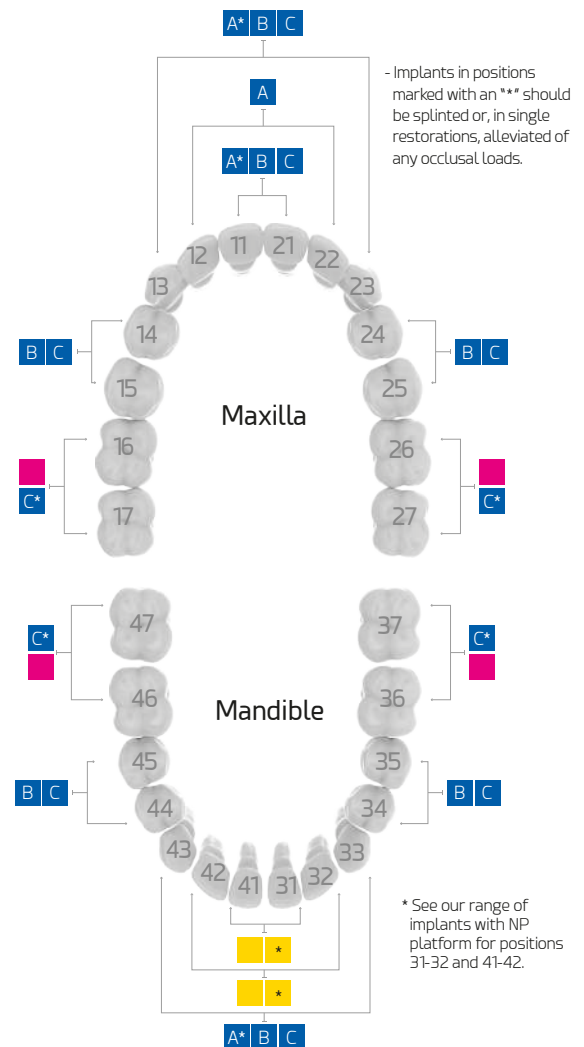 A* B C
- Implants in positions
marked with an "*" should
be splinted or, in single
restorations, alleviated of
any occlusal loads.
A
A* B C
11 21
12 22
13 23
14 24
B C B C
15 25
Maxilla
16 26
C* C*
17 27
47 37
C* C*
46 36
Mandible
45 35
B C B C
44 34
43 33
42 32
41 31
* See our range of
implants with NP
platform for positions
31-32 and 41-42.
*
*
A* B C